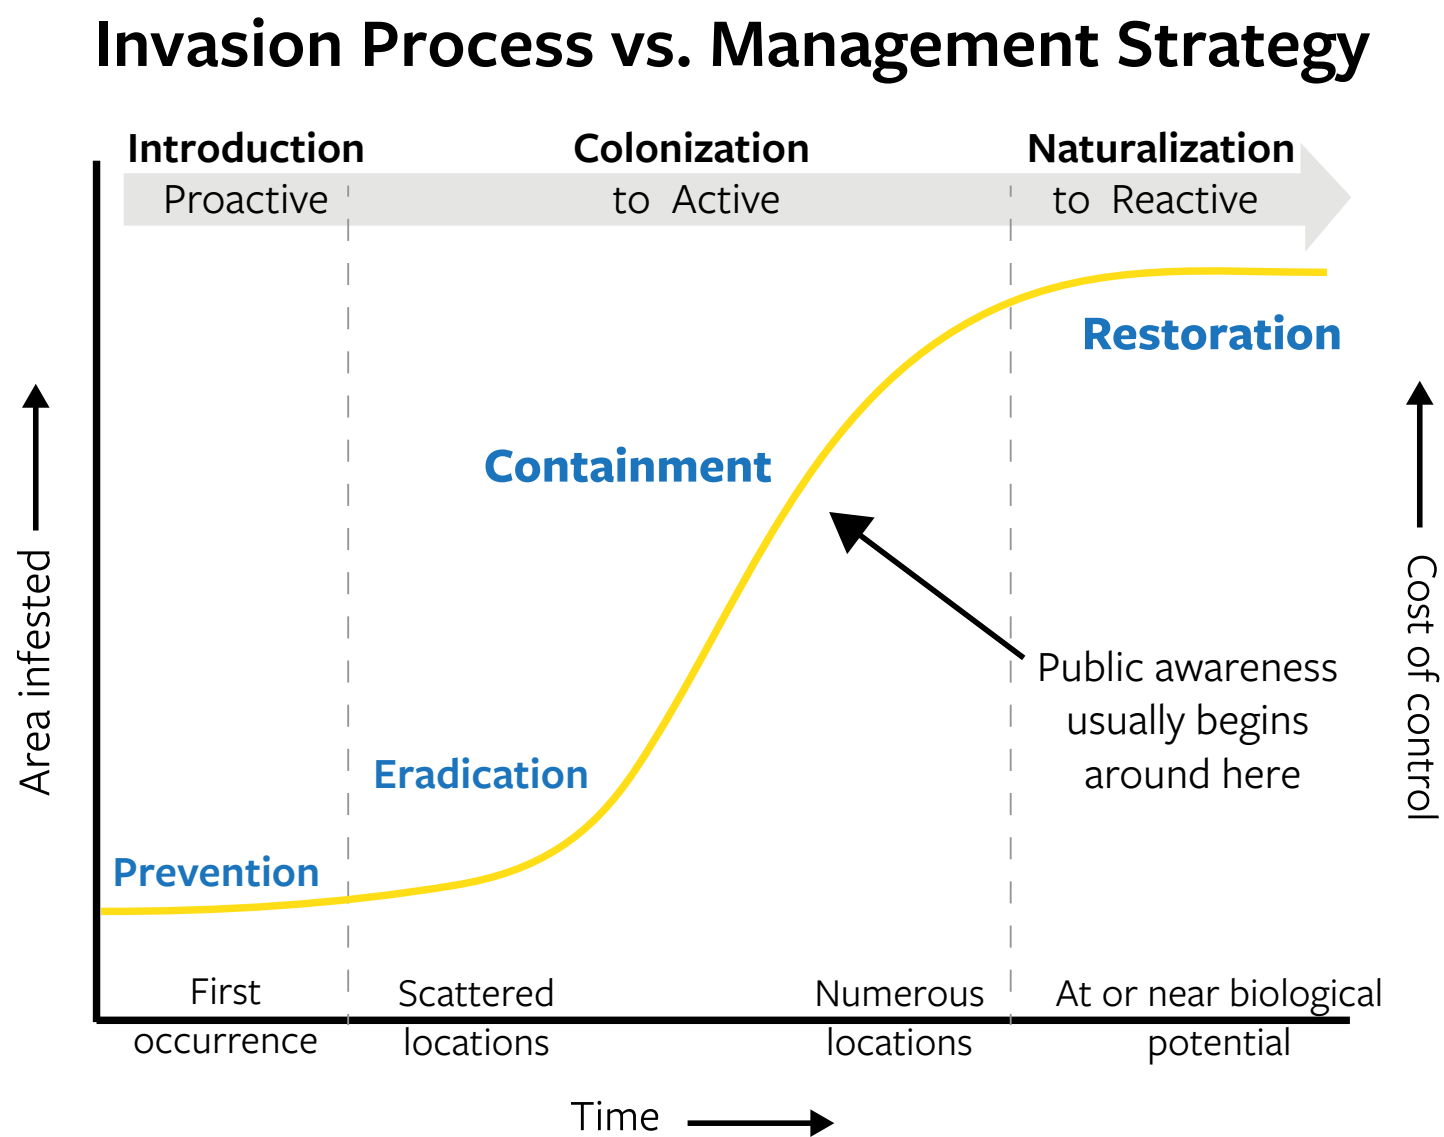 Invasion Process vs. Management Strategy
Introduction
Colonization
Naturalization
Proactive
to Active
to Reactive
Restoration
Containment
Area infested
Cost of control
Public awareness
usually begins
around here
Eradication
Prevention
First
occurrence
Scattered
locations
Numerous
locations
At or near biological
potential
Time